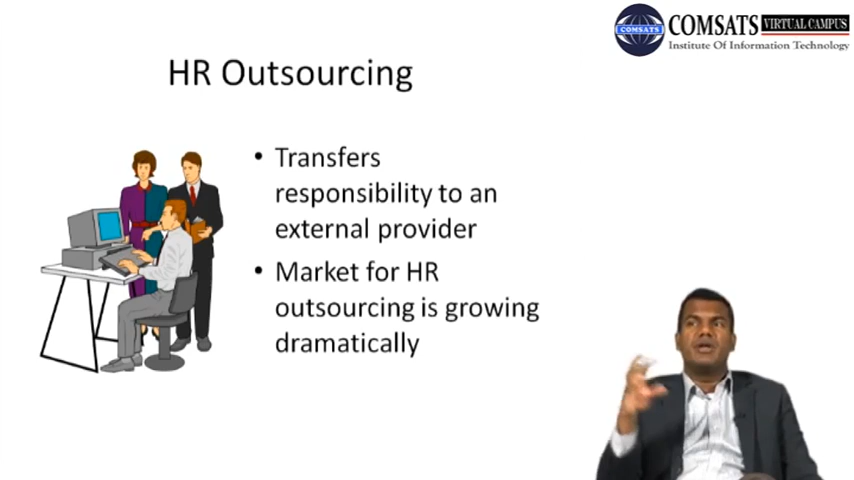 COMSATS VIRTUAL CAMPUS
Institute Of Information Technology
COMSATS
HR Outsourcing
• Transfers
responsibility to an
external provider
• Market for HR
outsourcing is growing
dramatically